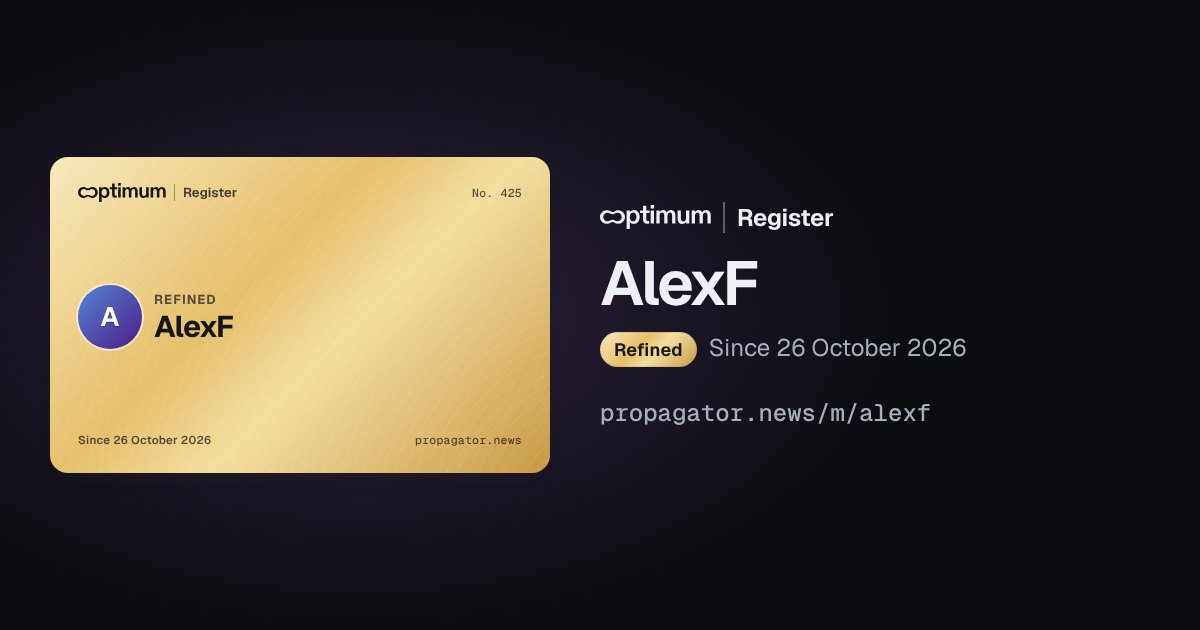 optimum | Register
No. 425
A
REFINED
AlexF
Since 26 October 2026
propagator.news
optimum | Register
AlexF
Refined
Since 26 October 2026
propagator.news/m/alexf